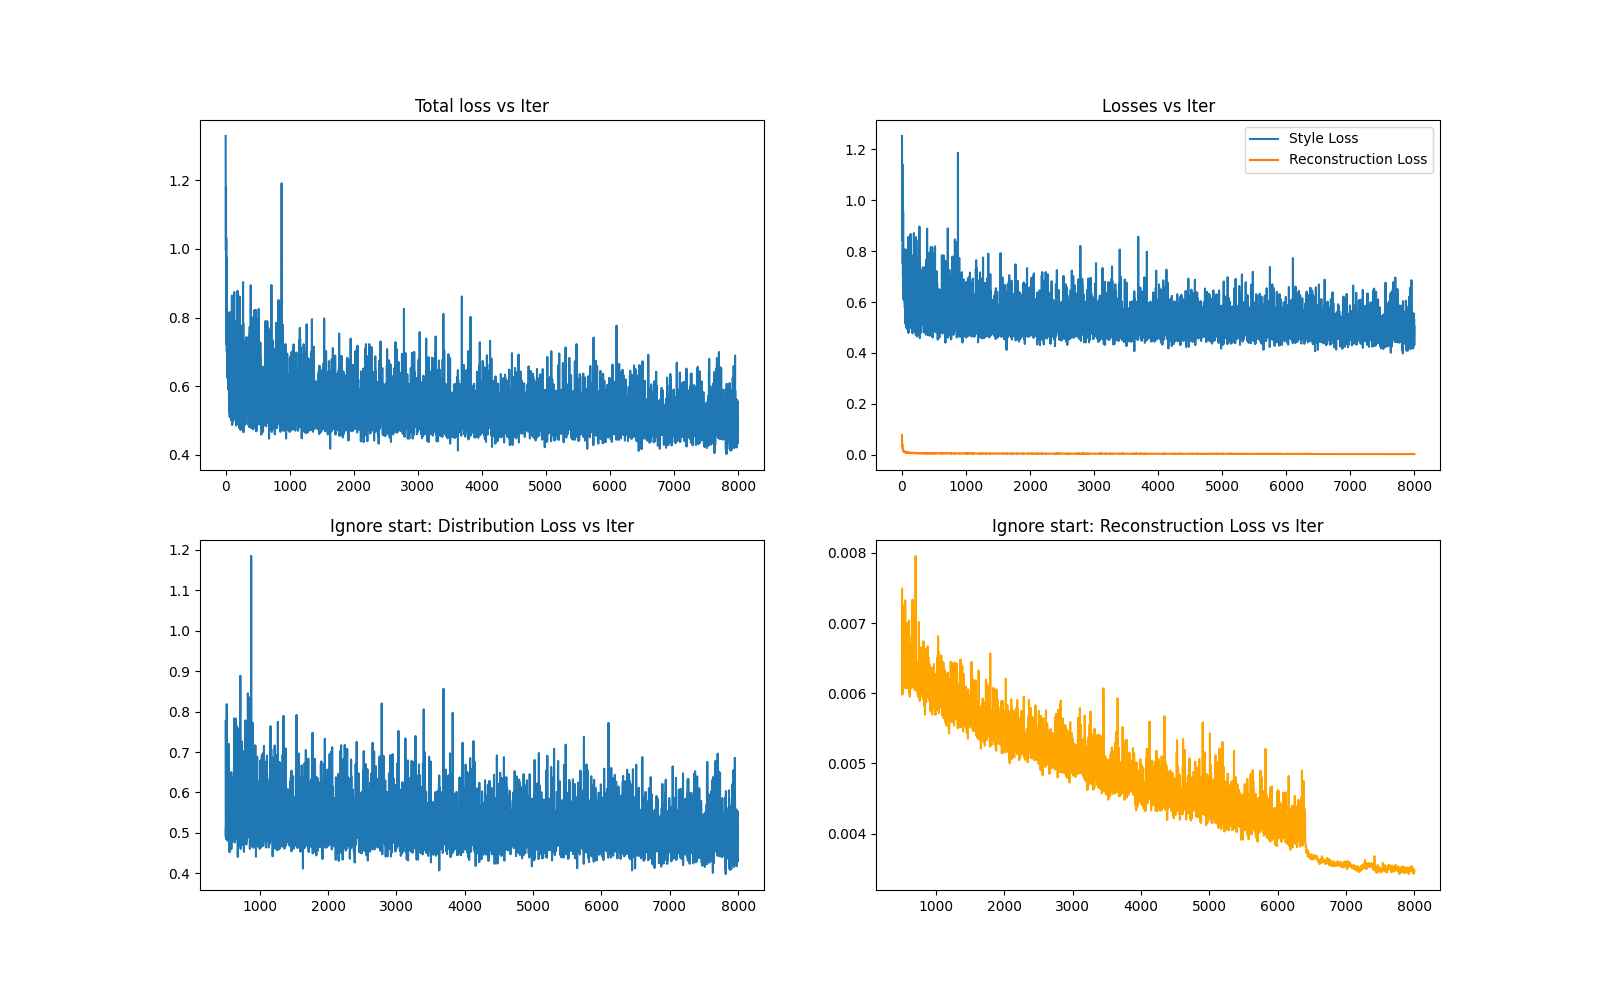 Total loss vs Iter
1.2
1.0
0.8
0.6
0.4
0 1000 2000 3000 4000 5000 6000 7000 8000
Losses vs Iter
Style Loss
Reconstruction Loss
1.2
1.0
0.8
0.6
0.4
0.2
0.0
0 1000 2000 3000 4000 5000 6000 7000 8000
Ignore start: Distribution Loss vs Iter
1.2
1.1
1.0
0.9
0.8
0.7
0.6
0.5
0.4
1000 2000 3000 4000 5000 6000 7000 8000
Ignore start: Reconstruction Loss vs Iter
0.008
0.007
0.006
0.005
0.004
1000 2000 3000 4000 5000 6000 7000 8000